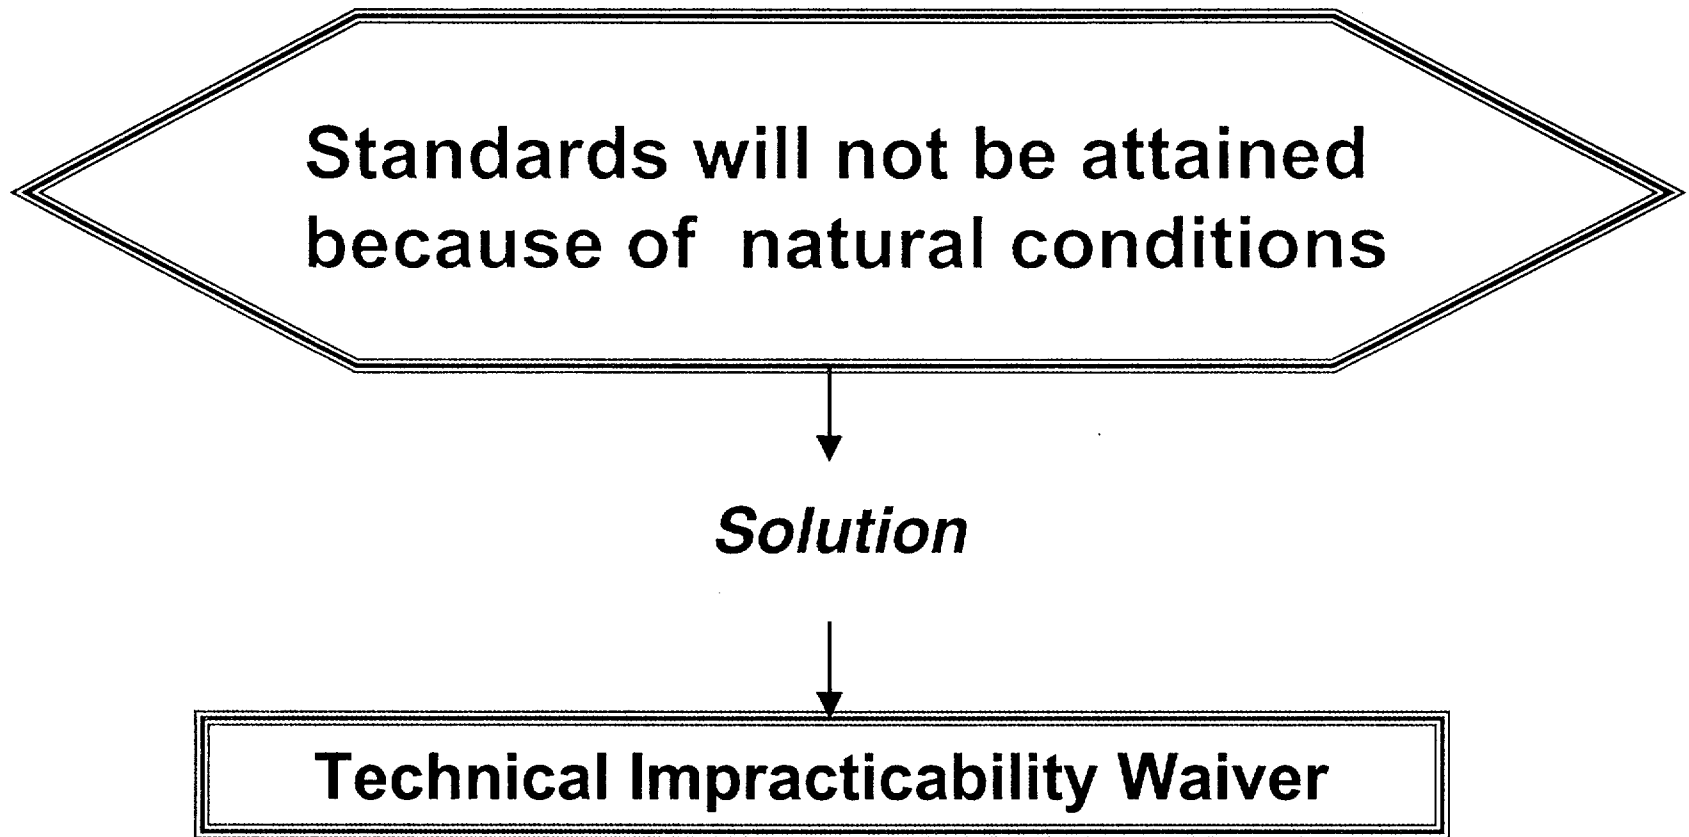 Standards will not be attained
because of natural conditions
Solution
Technical Impracticability Waiver